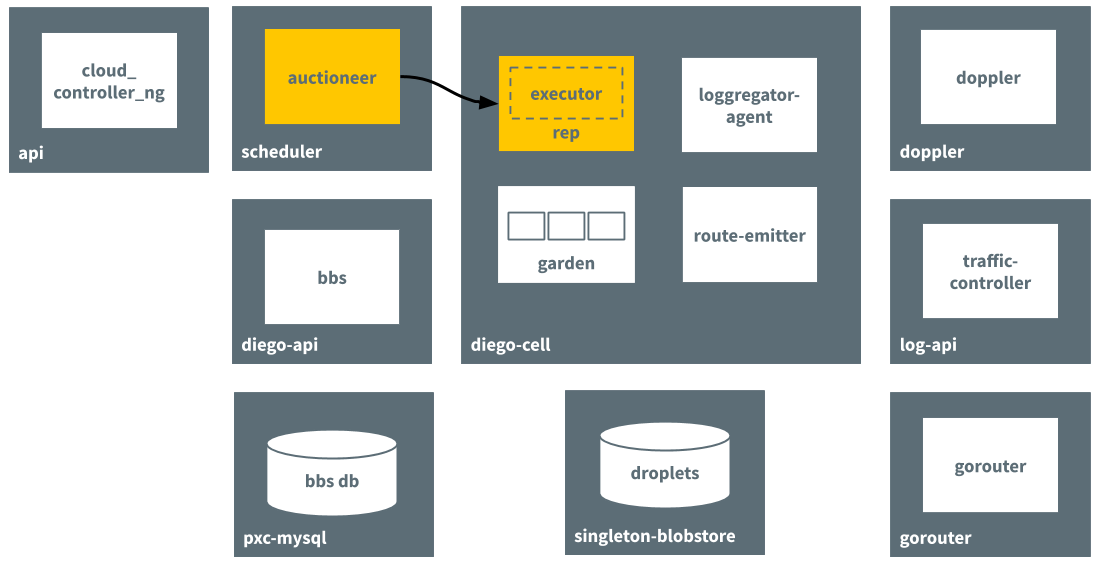 cloud_
controller_ng
api
auctioneer
scheduler
executor
rep
loggregator-
agent
garden
route-emitter
diego-cell
doppler
doppler
bbs
diego-api
traffic-
controller
log-api
bbs db
pxc-mysql
droplets
singleton-blobstore
gorouter
gorouter